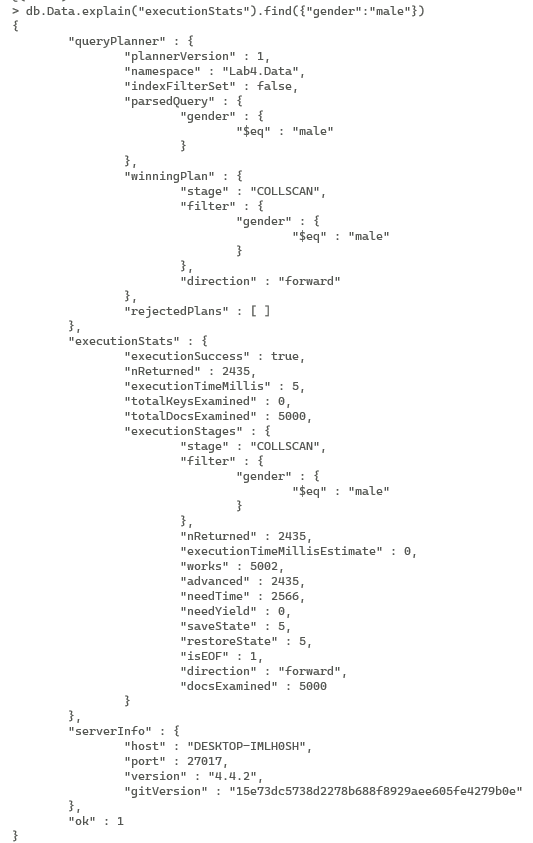 > db.Data.explain("executionStats").find({"gender":"male"})
{
        "queryPlanner" : {
                "plannerVersion" : 1,
                "namespace" : "Lab4.Data",
                "indexFilterSet" : false,
                "parsedQuery" : {
                        "gender" : {
                                "$eq" : "male"
                        }
                },
                "winningPlan" : {
                        "stage" : "COLLSCAN",
                        "filter" : {
                                "gender" : {
                                        "$eq" : "male"
                                }
                        },
                        "direction" : "forward"
                },
                "rejectedPlans" : [ ]
        },
        "executionStats" : {
                "executionSuccess" : true,
                "nReturned" : 2435,
                "executionTimeMillis" : 5,
                "totalKeysExamined" : 0,
                "totalDocsExamined" : 5000,
                "executionStages" : {
                        "stage" : "COLLSCAN",
                        "filter" : {
                                "gender" : {
                                        "$eq" : "male"
                                }
                        },
                        "nReturned" : 2435,
                        "executionTimeMillisEstimate" : 0,
                        "works" : 5002,
                        "advanced" : 2435,
                        "needTime" : 2566,
                        "needYield" : 0,
                        "saveState" : 5,
                        "restoreState" : 5,
                        "isEOF" : 1,
                        "direction" : "forward",
                        "docsExamined" : 5000
                }
        },
        "serverInfo" : {
                "host" : "DESKTOP-IMLH0SH",
                "port" : 27017,
                "version" : "4.4.2",
                "gitVersion" : "15e73dc5738d2278b688f8929aee605fe4279b0e"
        },
        "ok" : 1
}